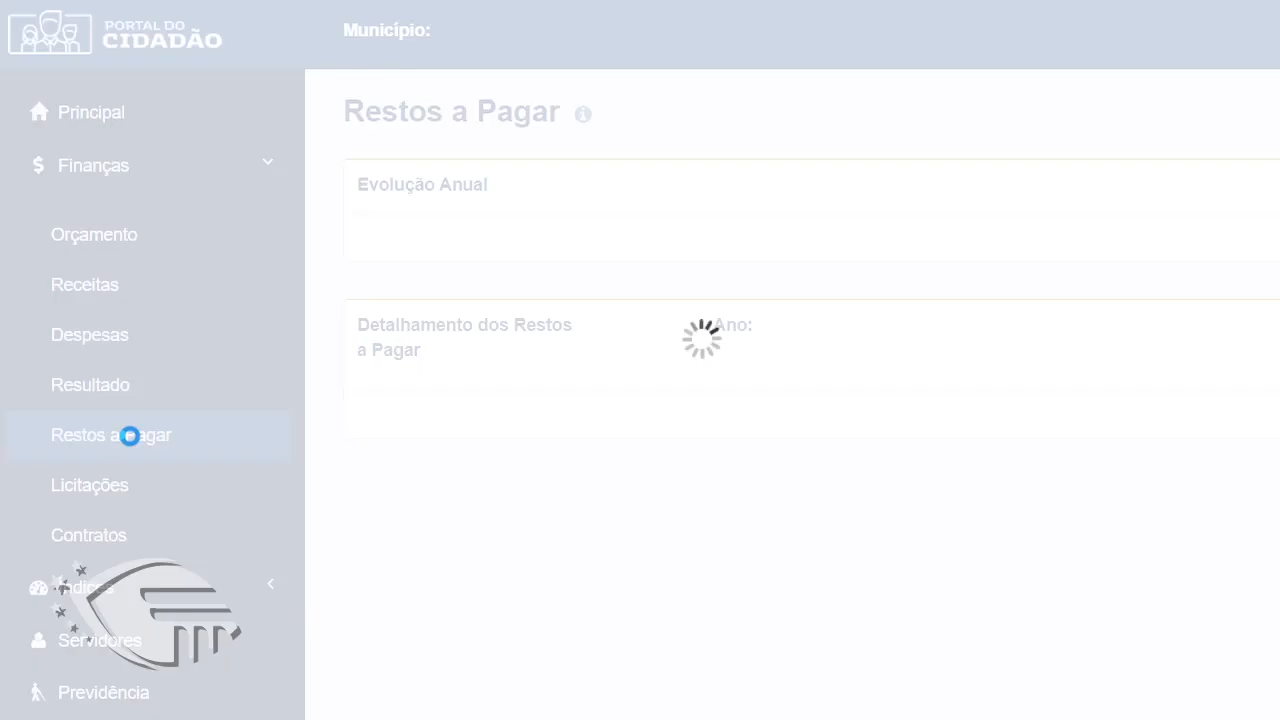 PORTAL DO
CIDADÃO
Município:
Principal
Finanças
Orçamento
Receitas
Despesas
Resultado
Restos a Pagar
Licitações
Contratos
Índices
Servidores
Previdência
Restos a Pagar
Evolução Anual
Detalhamento dos Restos
a Pagar
Ano: